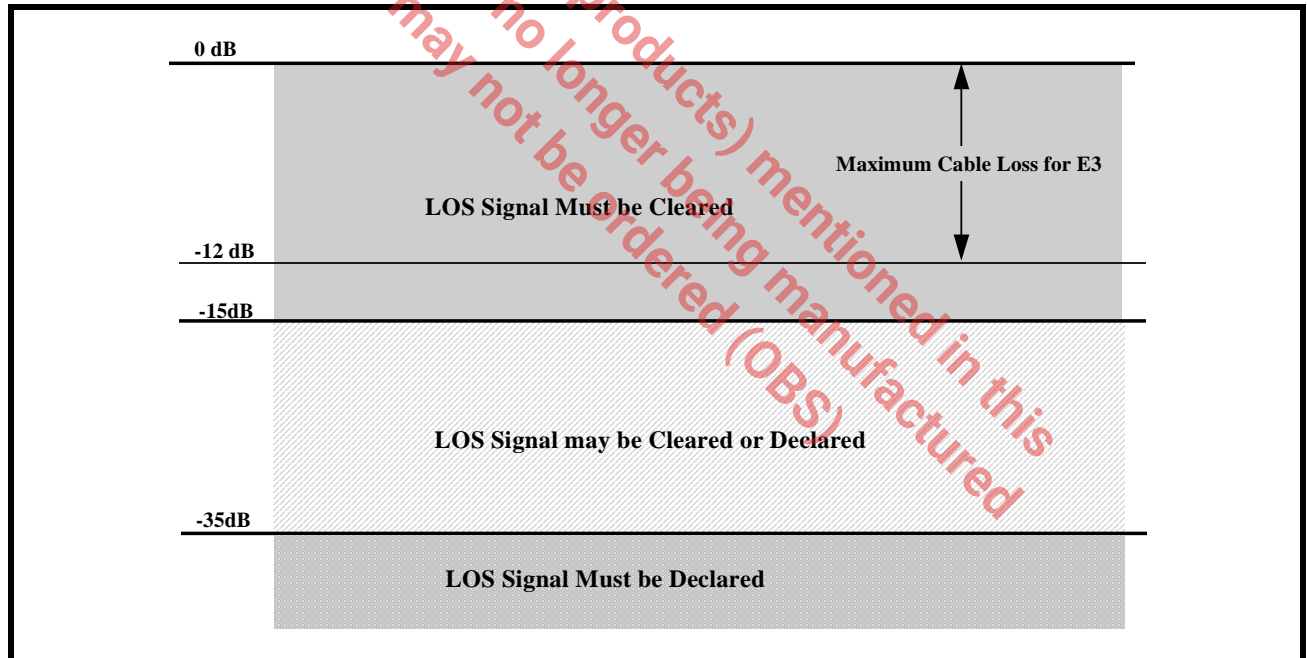 0 dB
Maximum Cable Loss for E3
LOS Signal Must be Cleared
-12 dB
-15dB
LOS Signal may be Cleared or Declared
-35dB
LOS Signal Must be Declared
products) mentioned in this
no longer being manufactured
may not be ordered (OBS)